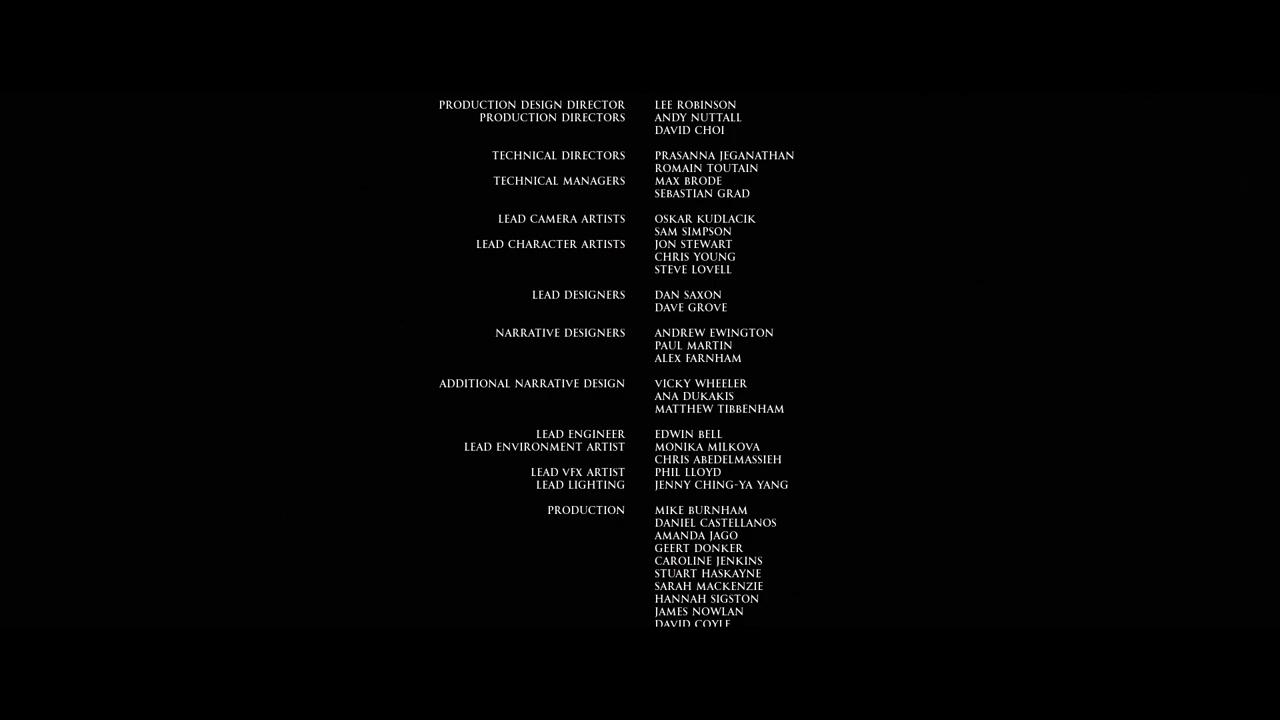 PRODUCTION DESIGN DIRECTOR LEE ROBINSON
PRODUCTION DIRECTORS ANDY NUTTALL
DAVID CHOI
TECHNICAL DIRECTORS PRASANNA JEGANATHAN
ROMAIN TOUTAIN
TECHNICAL MANAGERS MAX BRODE
SEBASTIAN GRAD
LEAD CAMERA ARTISTS OSKAR KUDLACIK
SAM SIMPSON
LEAD CHARACTER ARTISTS JON STEWART
CHRIS YOUNG
STEVE LOVELL
LEAD DESIGNERS DAN SAXON
DAVE GROVE
NARRATIVE DESIGNERS ANDREW EWINGTON
PAUL MARTIN
ALEX FARNHAM
ADDITIONAL NARRATIVE DESIGN VICKY WHEELER
ANA DUKAKIS
MATTHEW TIBBENHAM
LEAD ENGINEER EDWIN BELL
LEAD ENVIRONMENT ARTIST MONIKA MILKOVA
CHRIS ABEDELMASSIEH
LEAD VFX ARTIST PHIL LLOYD
LEAD LIGHTING JENNY CHING-YA YANG
PRODUCTION MIKE BURNHAM
DANIEL CASTELLANOS
AMANDA JAGO
GEERT DONKER
CAROLINE JENKINS
STUART HASKAYNE
SARAH MACKENZIE
HANNAH SIGSTON
JAMES NOWLAN
DAVID COYLE